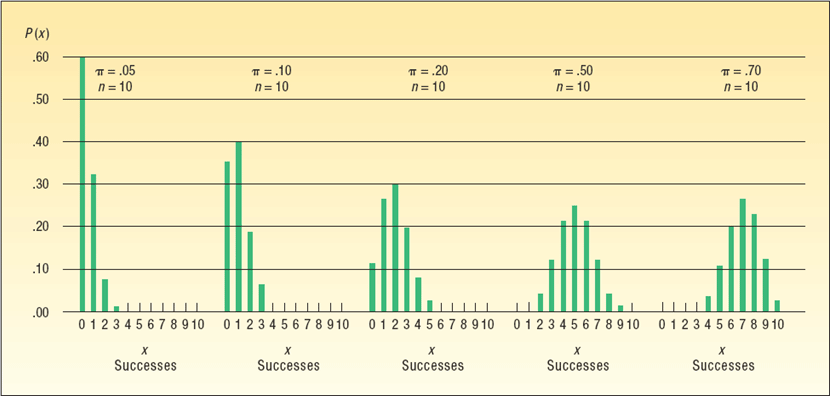 P(x)
.60
.50
.40
.30
.20
.10
.00
π = .05
n = 10
π = .10
n = 10
π = .20
n = 10
π = .50
n = 10
π = .70
n = 10
0 1 2 3 4 5 6 7 8 9 10
x
Successes
0 1 2 3 4 5 6 7 8 9 10
x
Successes
0 1 2 3 4 5 6 7 8 9 10
x
Successes
0 1 2 3 4 5 6 7 8 9 10
x
Successes
0 1 2 3 4 5 6 7 8 9 10
x
Successes